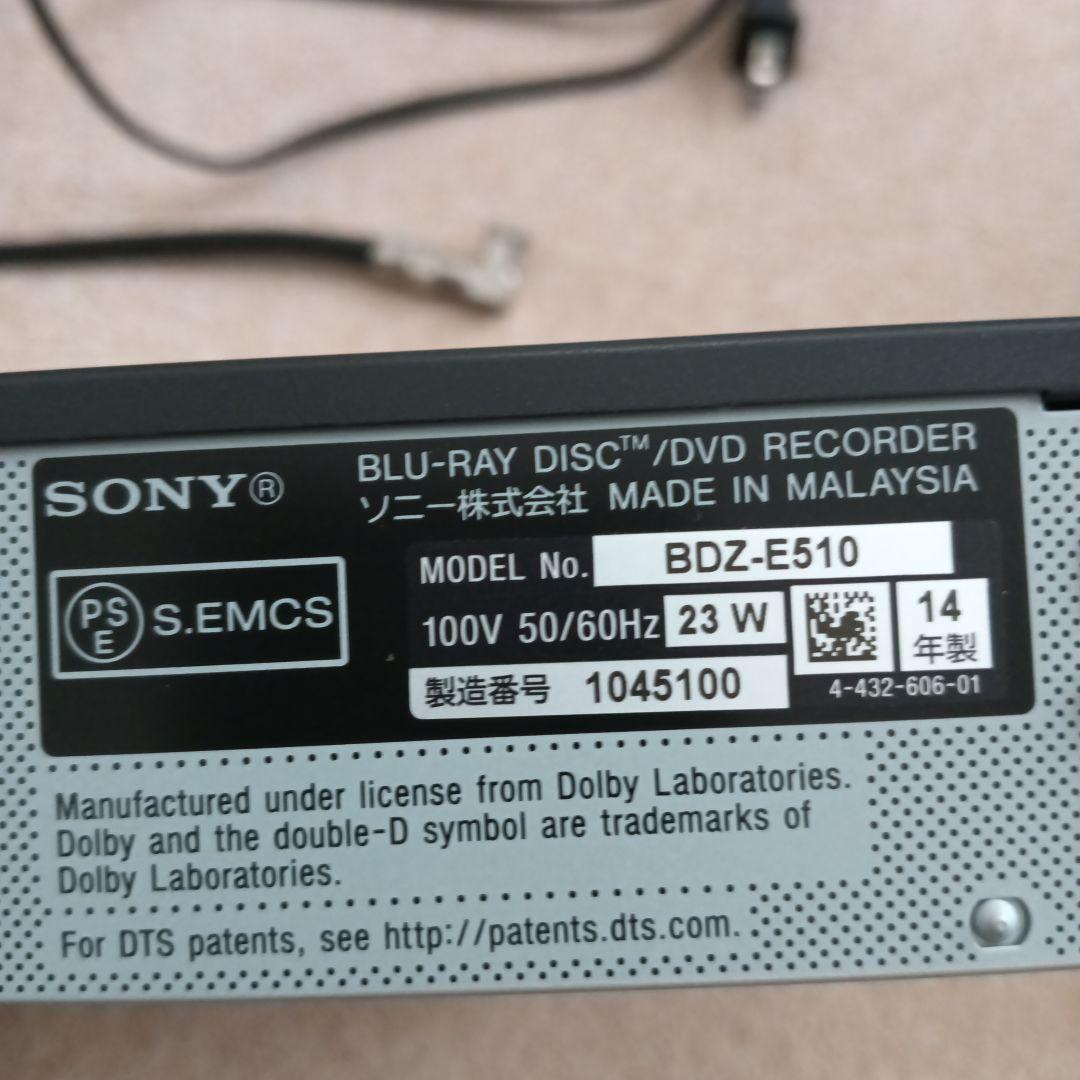 SONY®
BLU-RAY DISC™/DVD RECORDER
ソニー株式会社 MADE IN MALAYSIA
PSE S.EMCS
MODEL No. BDZ-E510
100V 50/60Hz 23 W
14年製
製造番号 1045100
4-432-606-01
Manufactured under license from Dolby Laboratories.
Dolby and the double-D symbol are trademarks of
Dolby Laboratories.
For DTS patents, see http://patents.dts.com.